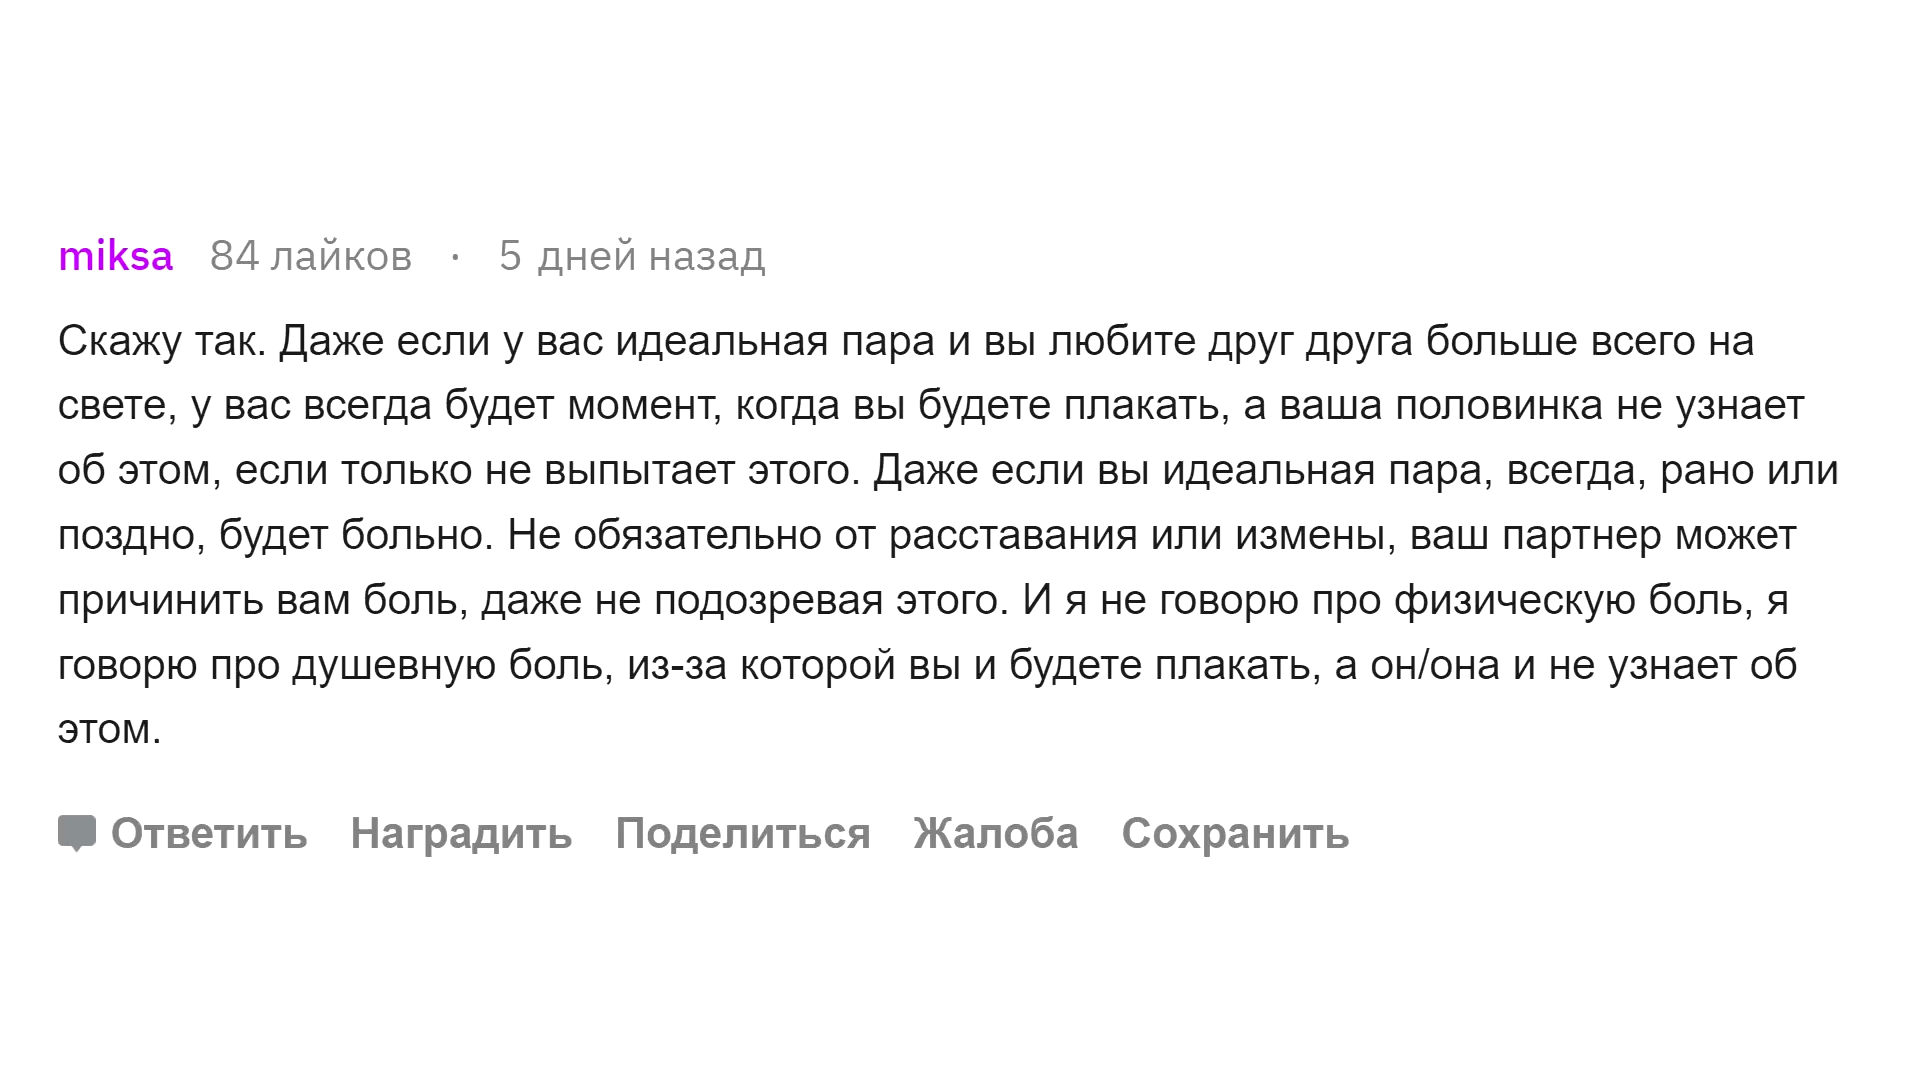 miksa 84 лайков · 5 дней назад
Скажу так. Даже если у вас идеальная пара и вы любите друг друга больше всего на
свете, у вас всегда будет момент, когда вы будете плакать, а ваша половинка не узнает
об этом, если только не выпытает этого. Даже если вы идеальная пара, всегда, рано или
поздно, будет больно. Не обязательно от расставания или измены, ваш партнер может
причинить вам боль, даже не подозревая этого. И я не говорю про физическую боль, я
говорю про душевную боль, из-за которой вы и будете плакать, а он/она и не узнает об
этом.
Ответить Наградить Поделиться Жалоба Сохранить